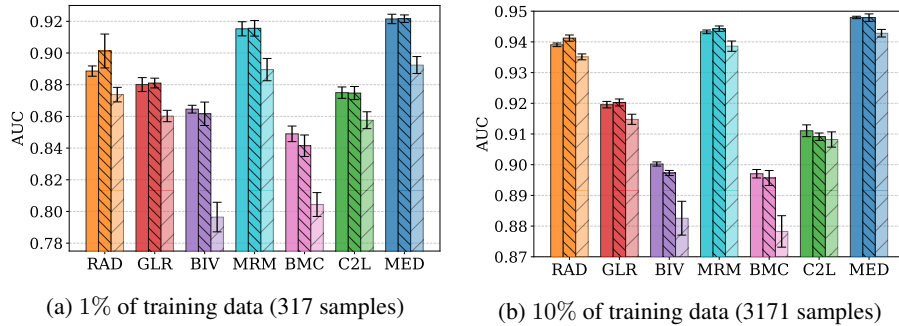 0.92
0.90
0.88
0.86
0.84
0.82
0.80
0.78
AUC
RAD GLR BIV MRM BMC C2L MED
(a) 1% of training data (317 samples)
0.95
0.94
0.93
0.92
0.91
0.90
0.89
0.88
0.87
AUC
RAD GLR BIV MRM BMC C2L MED
(b) 10% of training data (3171 samples)